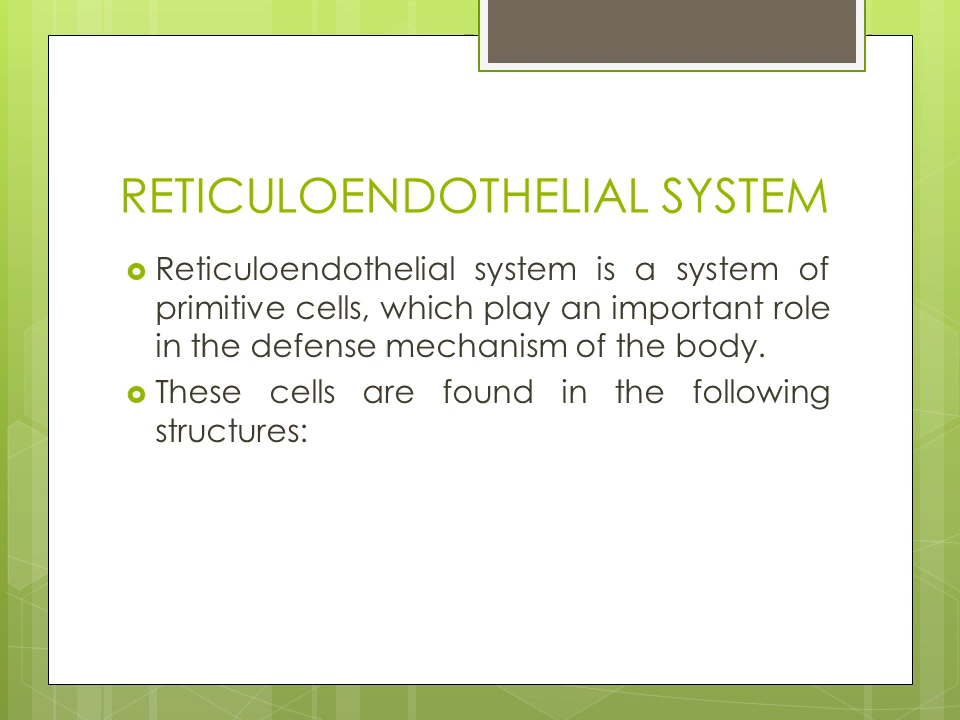 RETICULOENDOTHELIAL SYSTEM
Reticuloendothelial system is a system of
primitive cells, which play an important role
in the defense mechanism of the body.
These cells are found in the following
structures: